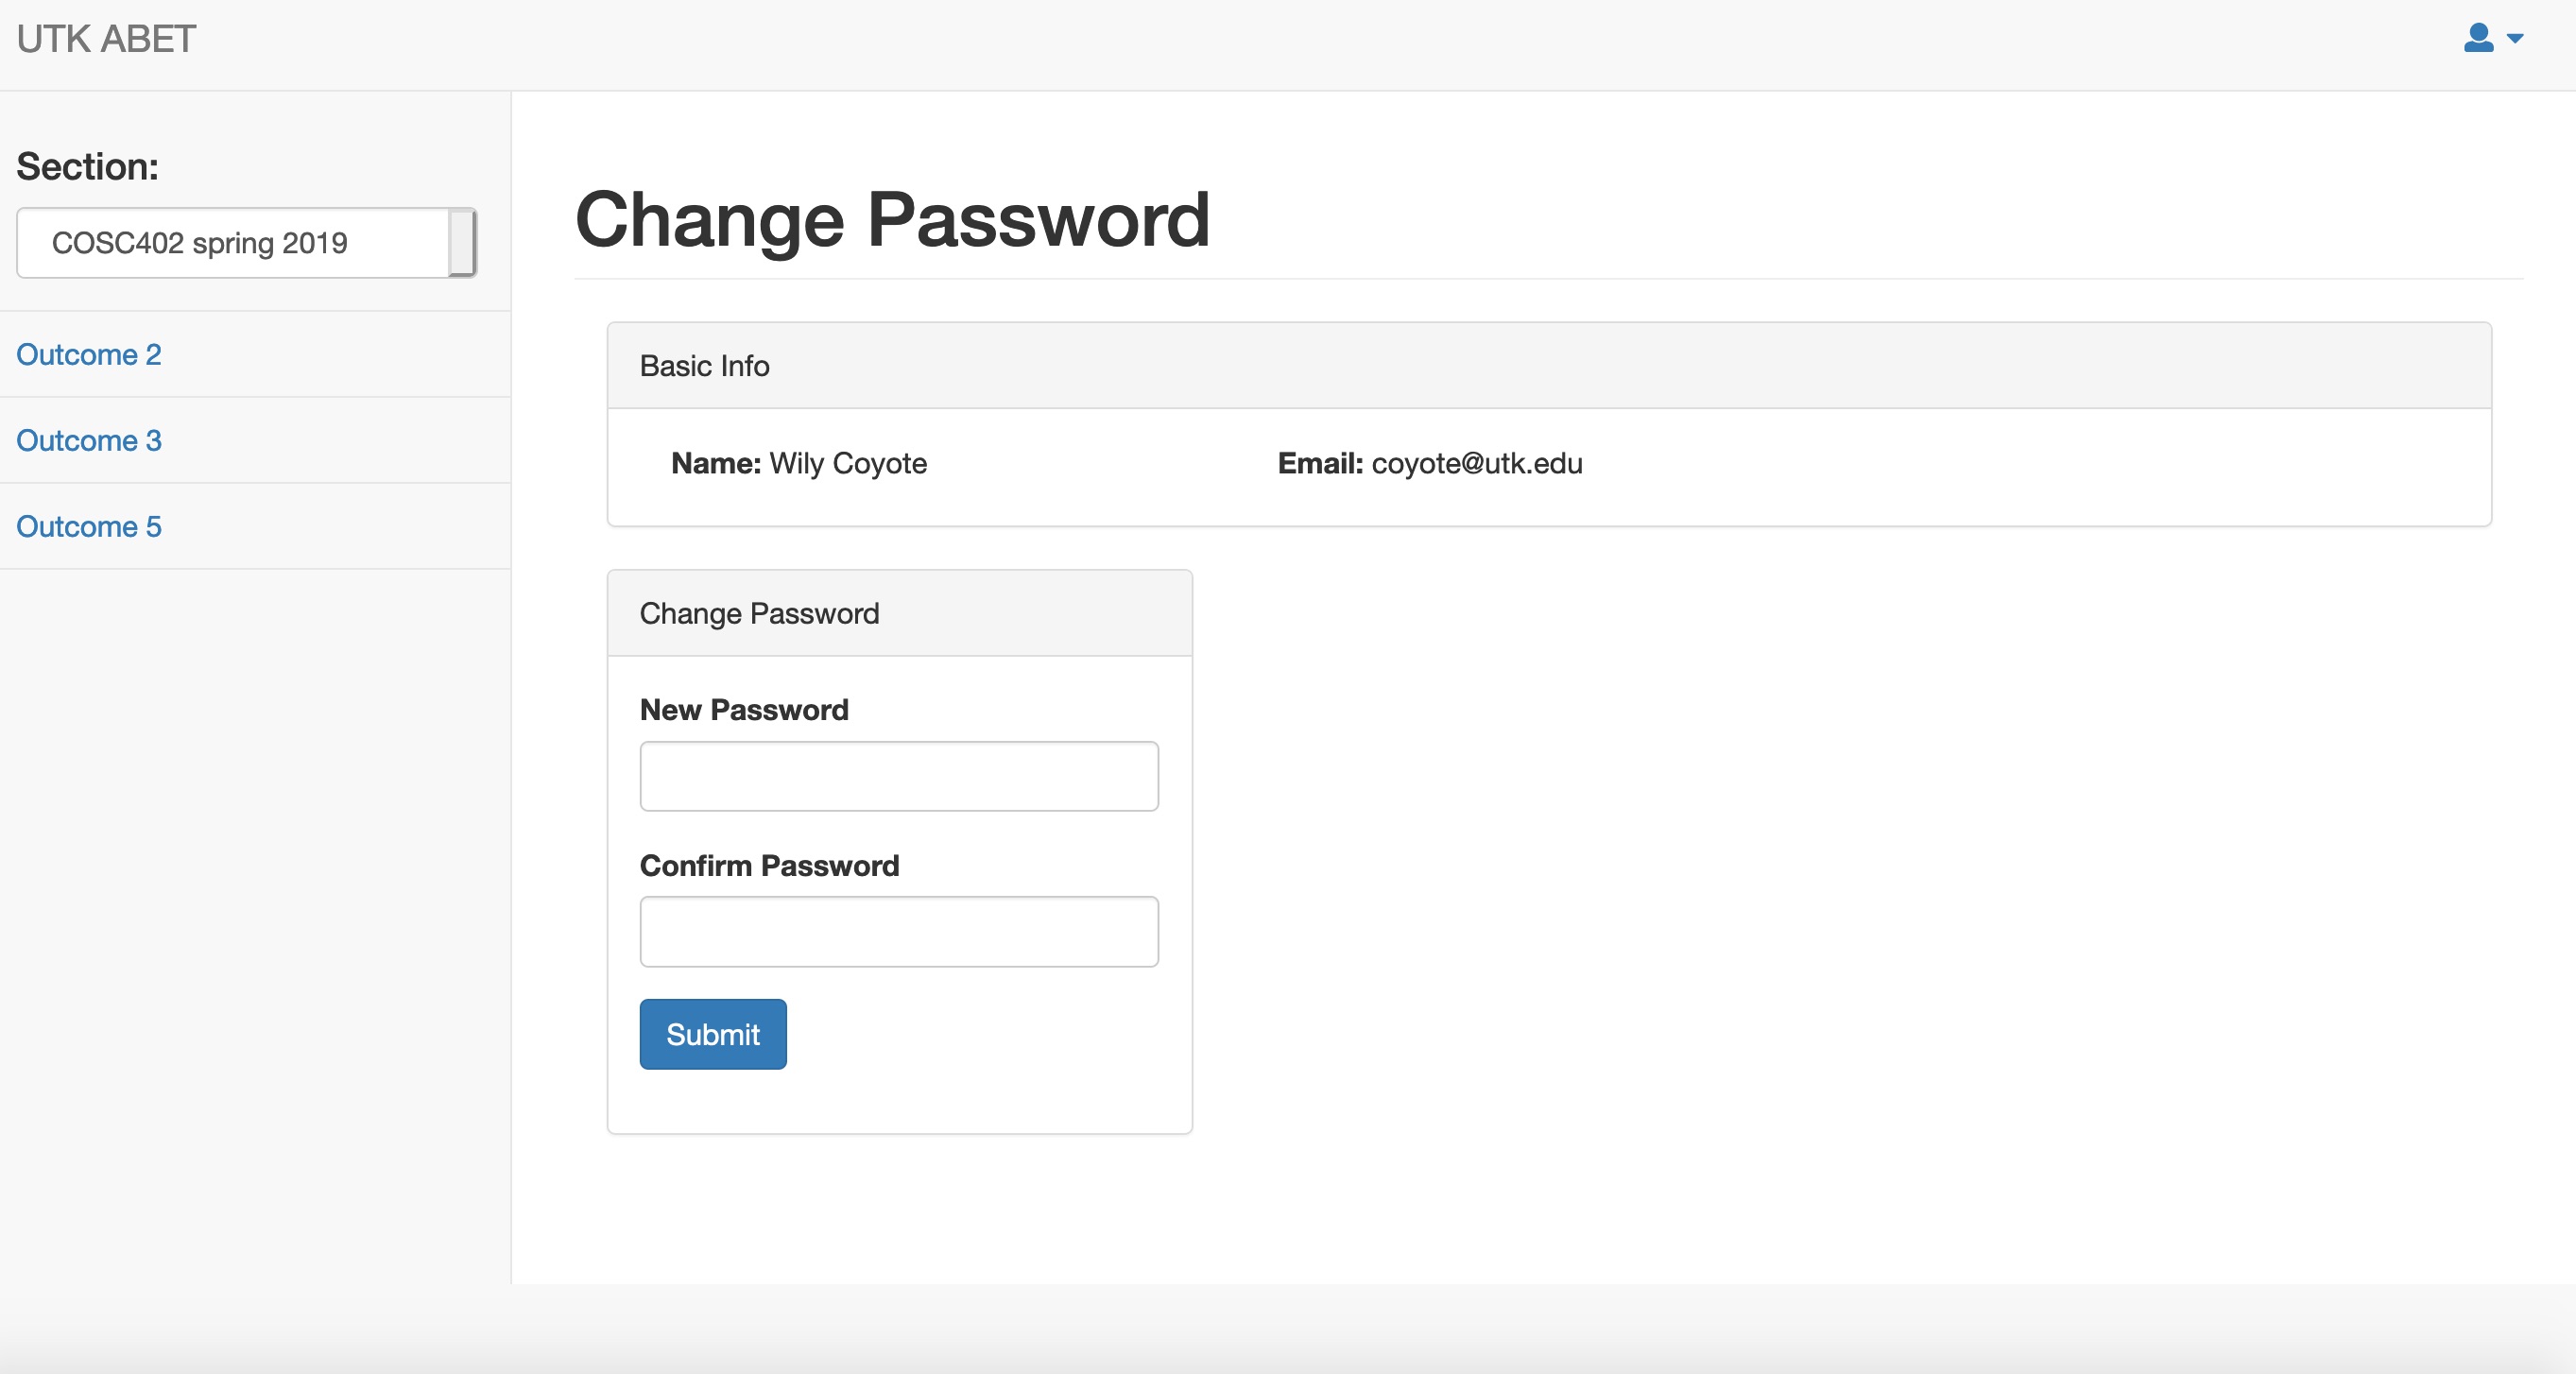 UTK ABET
Section:
COSC402 spring 2019
Outcome 2
Outcome 3
Outcome 5
Change Password
Basic Info
Name: Wily Coyote Email: coyote@utk.edu
Change Password
New Password
Confirm Password
Submit